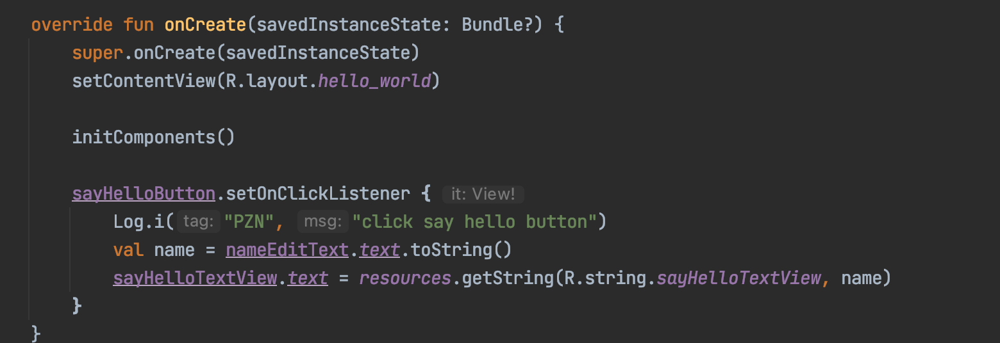 override fun onCreate(savedInstanceState: Bundle?) {
super.onCreate(savedInstanceState)
setContentView(R.layout.hello_world)
initComponents()
sayHelloButton.setOnClickListener { it: View!
Log.i( tag: "PZN", msg: "click say hello button")
val name = nameEditText.text.toString()
sayHelloTextView.text = resources.getString(R.string.sayHelloTextView, name)
}
}